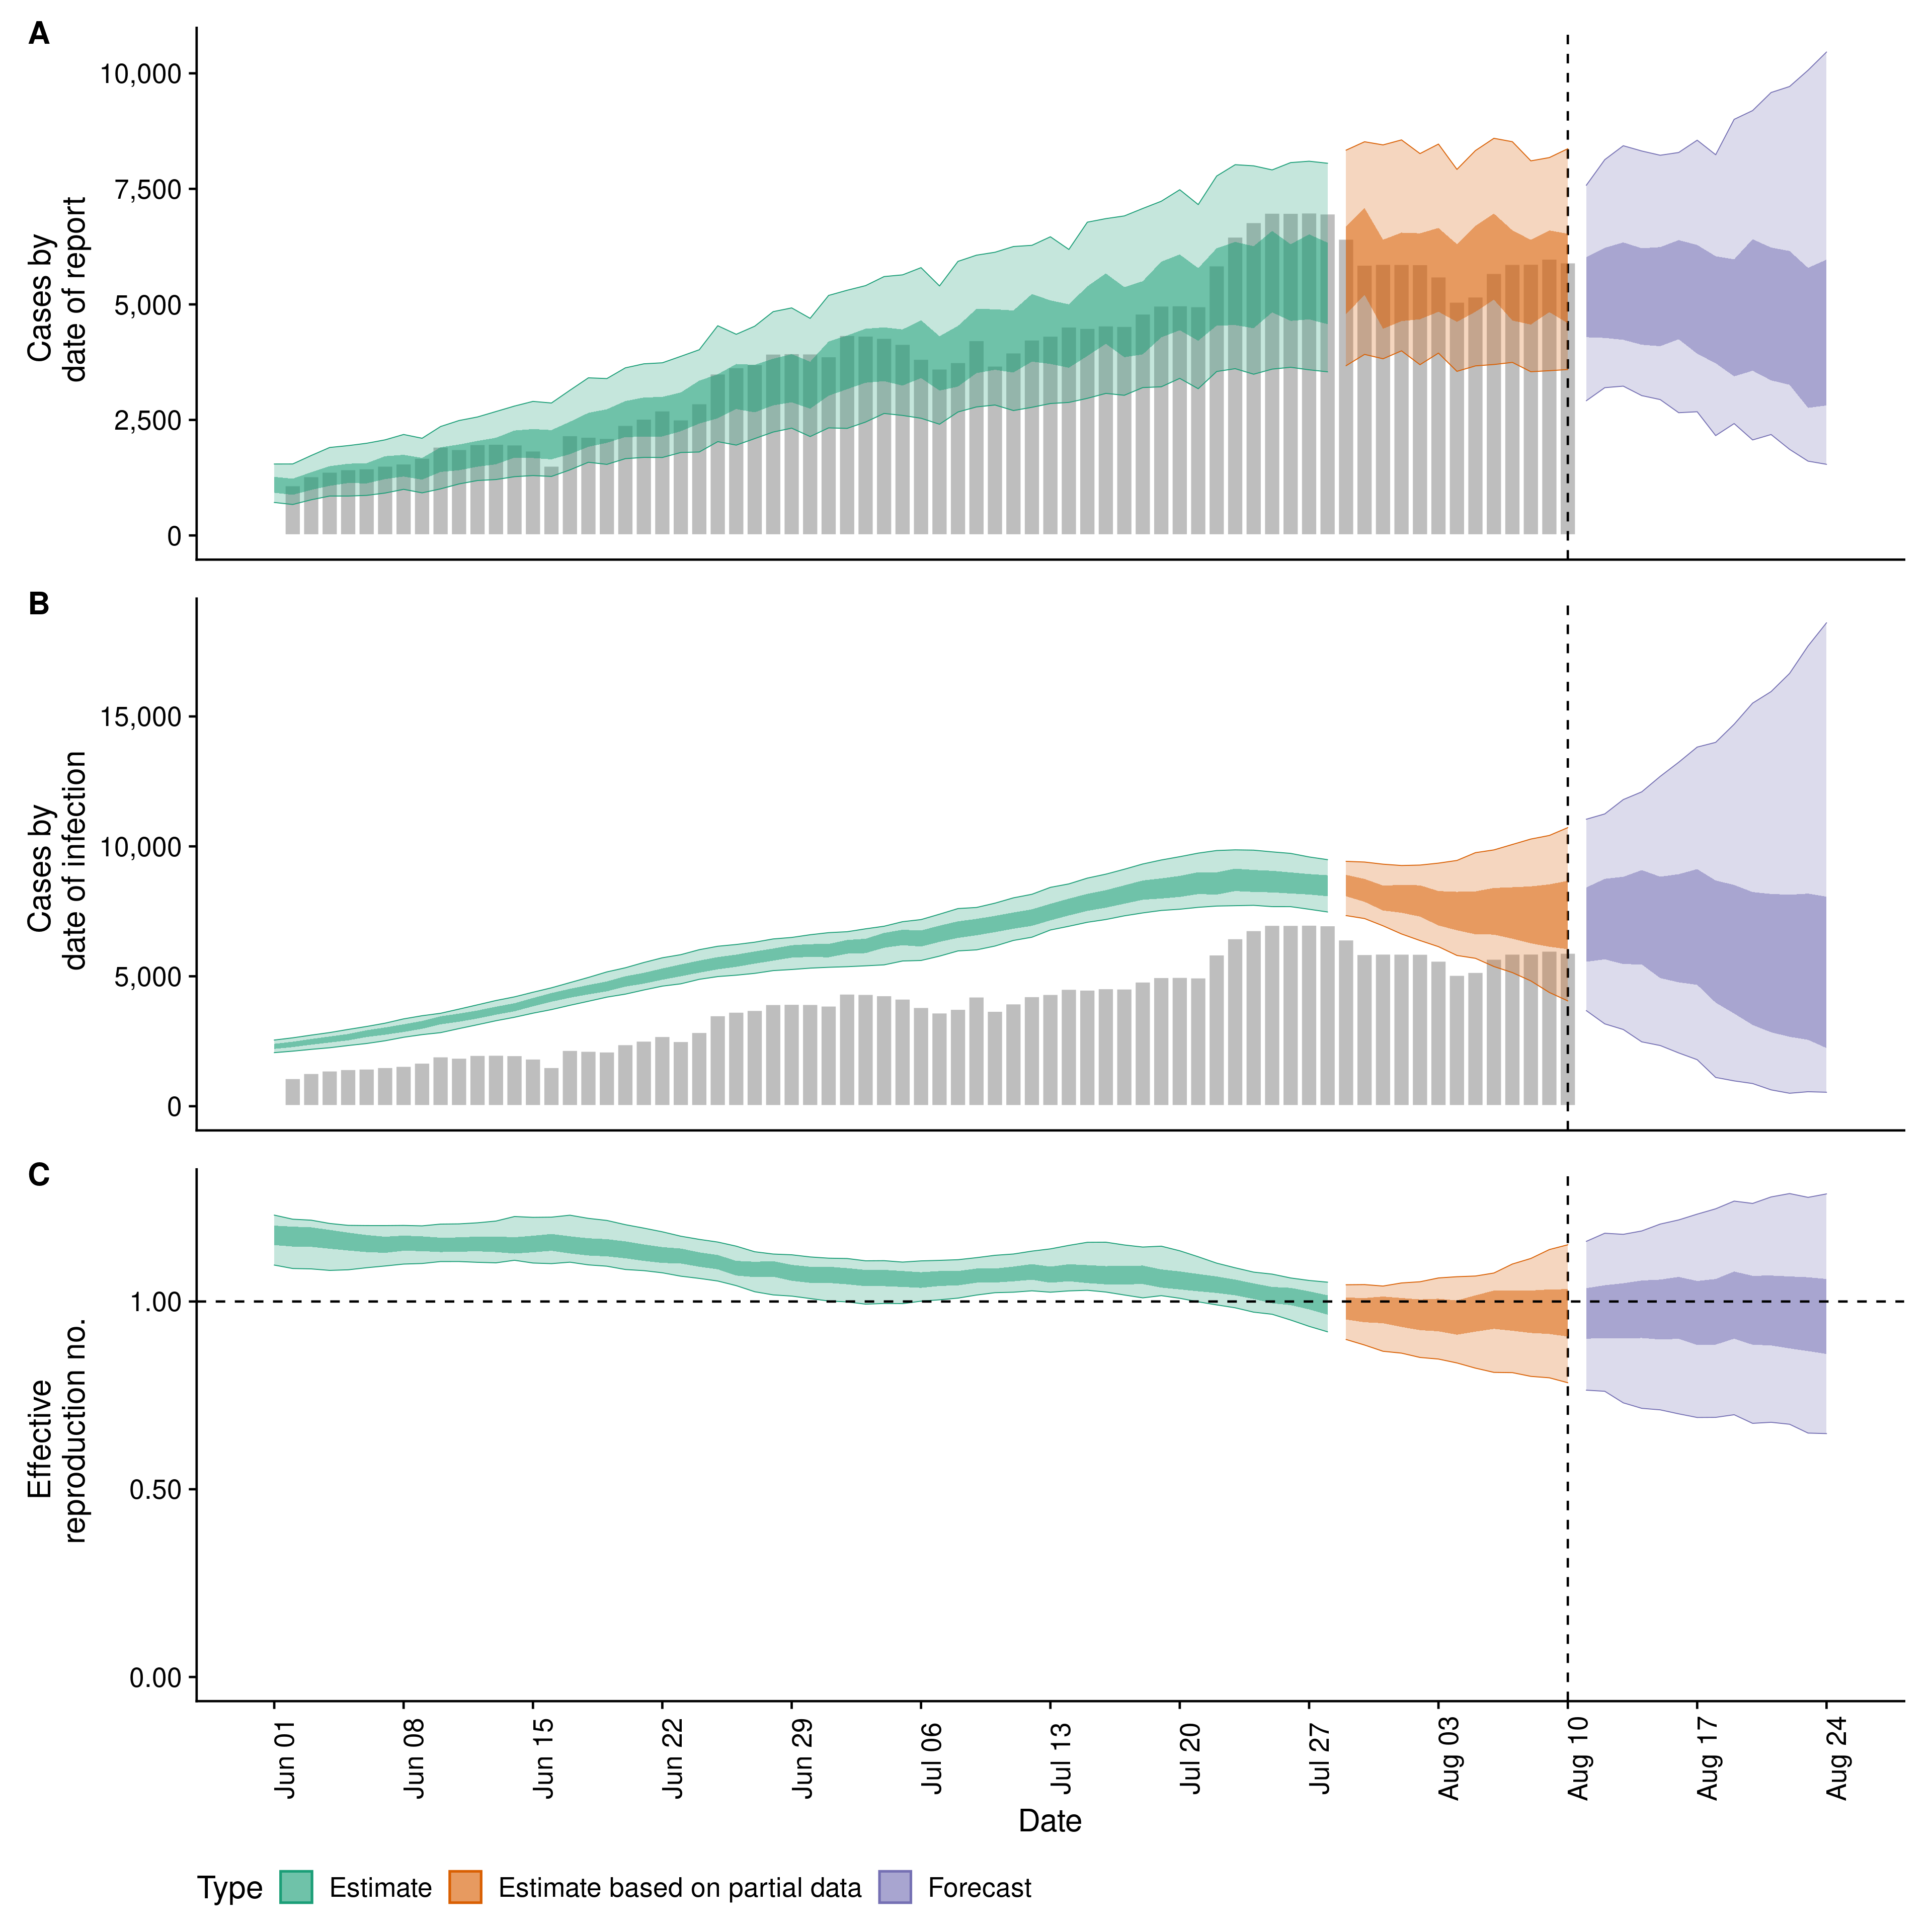 A
Cases by
date of report
10,000
7,500
5,000
2,500
0
B
Cases by
date of infection
15,000
10,000
5,000
0
C
Effective
reproduction no.
1.00
0.50
0.00
Jun 01
Jun 08
Jun 15
Jun 22
Jun 29
Jul 06
Jul 13
Jul 20
Jul 27
Aug 03
Aug 10
Aug 17
Aug 24
Date
Type Estimate Estimate based on partial data Forecast